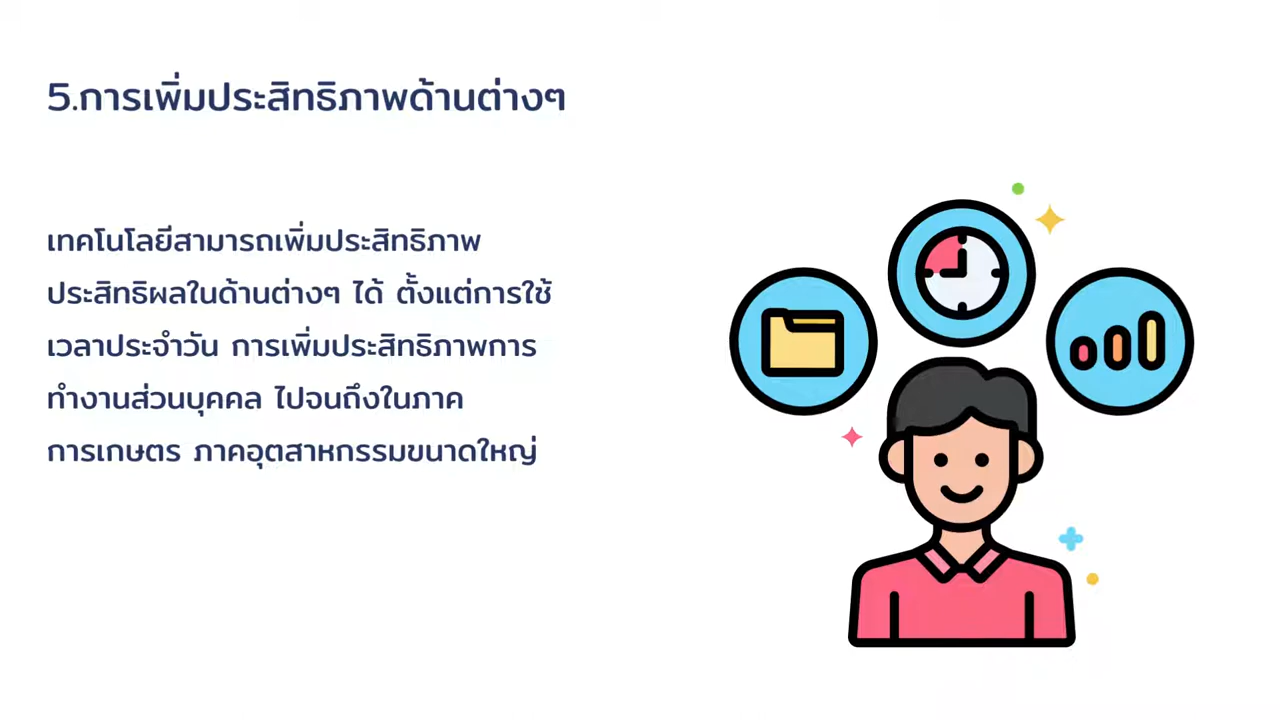 5.การเพิ่มประสิทธิภาพด้านต่างๆ
เทคโนโลยีสามารถเพิ่มประสิทธิภาพ
ประสิทธิผลในด้านต่างๆ ได้ ตั้งแต่การใช้
เวลาประจำวัน การเพิ่มประสิทธิภาพการ
ทำงานส่วนบุคคล ไปจนถึงในภาค
การเกษตร ภาคอุตสาหกรรมขนาดใหญ่